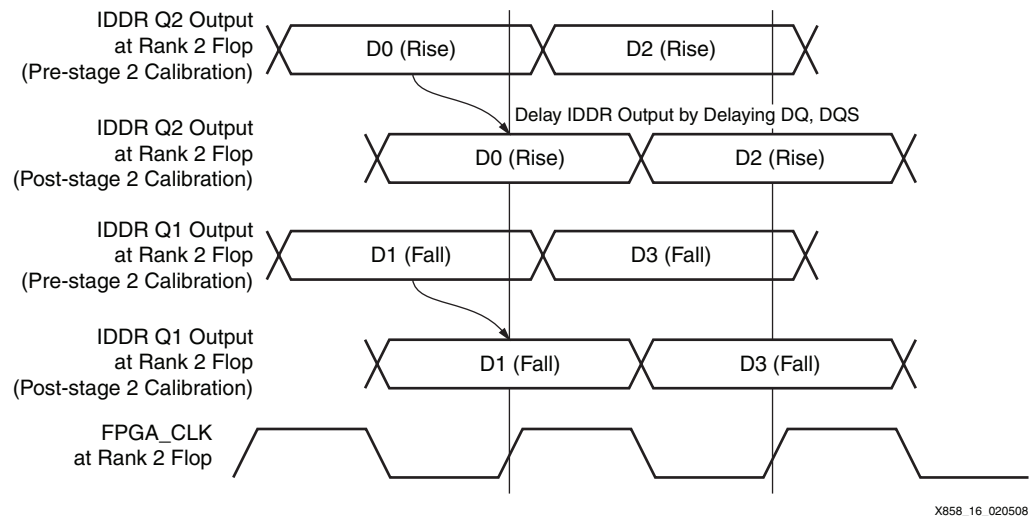 IDDR Q2 Output
at Rank 2 Flop
(Pre-stage 2 Calibration)
D0 (Rise)
D2 (Rise)
Delay IDDR Output by Delaying DQ, DQS
IDDR Q2 Output
at Rank 2 Flop
(Post-stage 2 Calibration)
D0 (Rise)
D2 (Rise)
IDDR Q1 Output
at Rank 2 Flop
(Pre-stage 2 Calibration)
D1 (Fall)
D3 (Fall)
IDDR Q1 Output
at Rank 2 Flop
(Post-stage 2 Calibration)
D1 (Fall)
D3 (Fall)
FPGA_CLK
at Rank 2 Flop
X858_16_020508